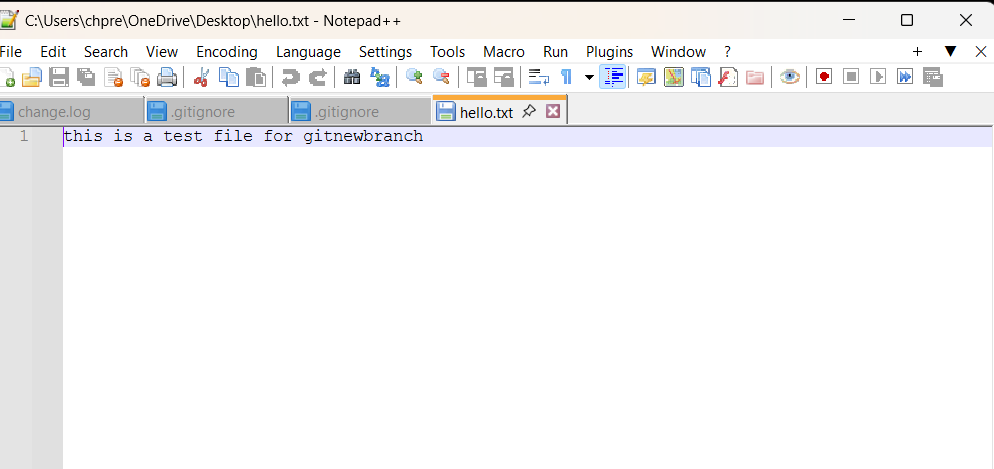 C:\Users\chpre\OneDrive\Desktop\hello.txt - Notepad++
File Edit Search View Encoding Language Settings Tools Macro Run Plugins Window ?
change.log .gitignore .gitignore hello.txt
1 this is a test file for gitnewbranch